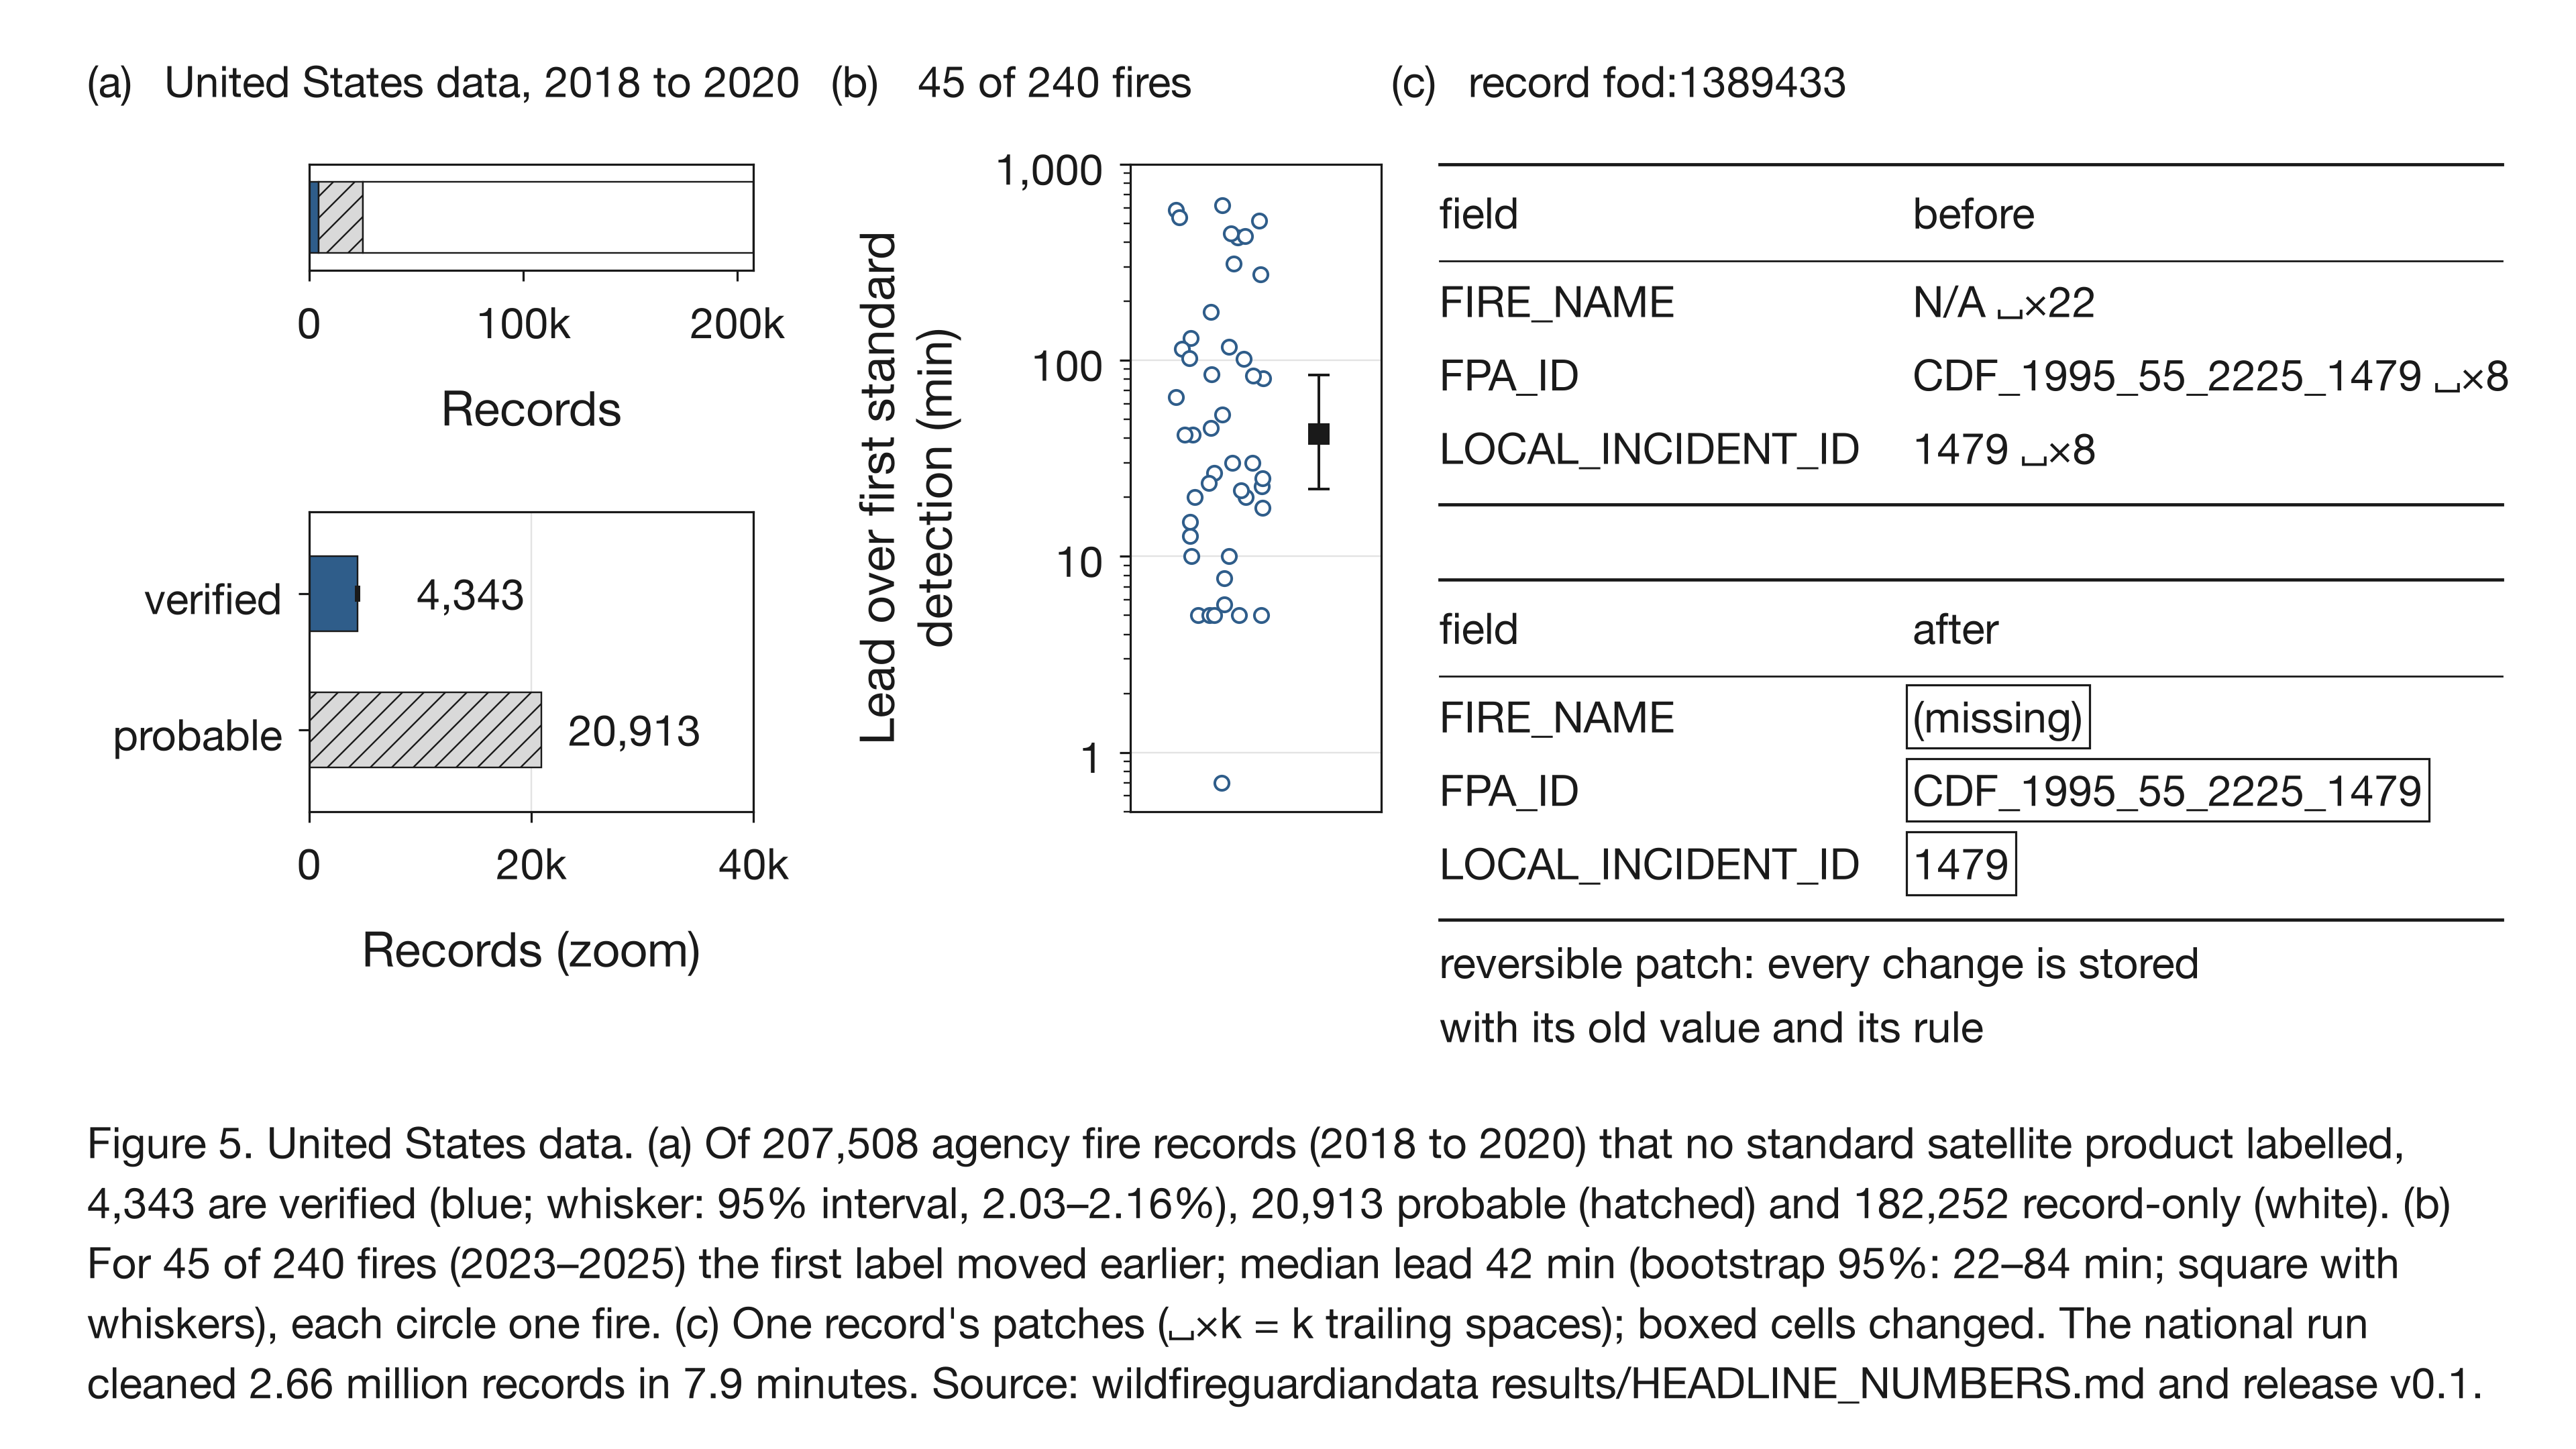 (a) United States data, 2018 to 2020
0 100k 200k
Records
verified 4,343
probable 20,913
0 20k 40k
Records (zoom)
(b) 45 of 240 fires
Lead over first standard
detection (min)
1,000
100
10
1
(c) record fod:1389433
field before
FIRE_NAME N/A ␣×22
FPA_ID CDF_1995_55_2225_1479 ␣×8
LOCAL_INCIDENT_ID 1479 ␣×8
field after
FIRE_NAME (missing)
FPA_ID CDF_1995_55_2225_1479
LOCAL_INCIDENT_ID 1479
reversible patch: every change is stored
with its old value and its rule
Figure 5. United States data. (a) Of 207,508 agency fire records (2018 to 2020) that no standard satellite product labelled,
4,343 are verified (blue; whisker: 95% interval, 2.03–2.16%), 20,913 probable (hatched) and 182,252 record-only (white). (b)
For 45 of 240 fires (2023–2025) the first label moved earlier; median lead 42 min (bootstrap 95%: 22–84 min; square with
whiskers), each circle one fire. (c) One record's patches (␣×k = k trailing spaces); boxed cells changed. The national run
cleaned 2.66 million records in 7.9 minutes. Source: wildfireguardiandata results/HEADLINE_NUMBERS.md and release v0.1.